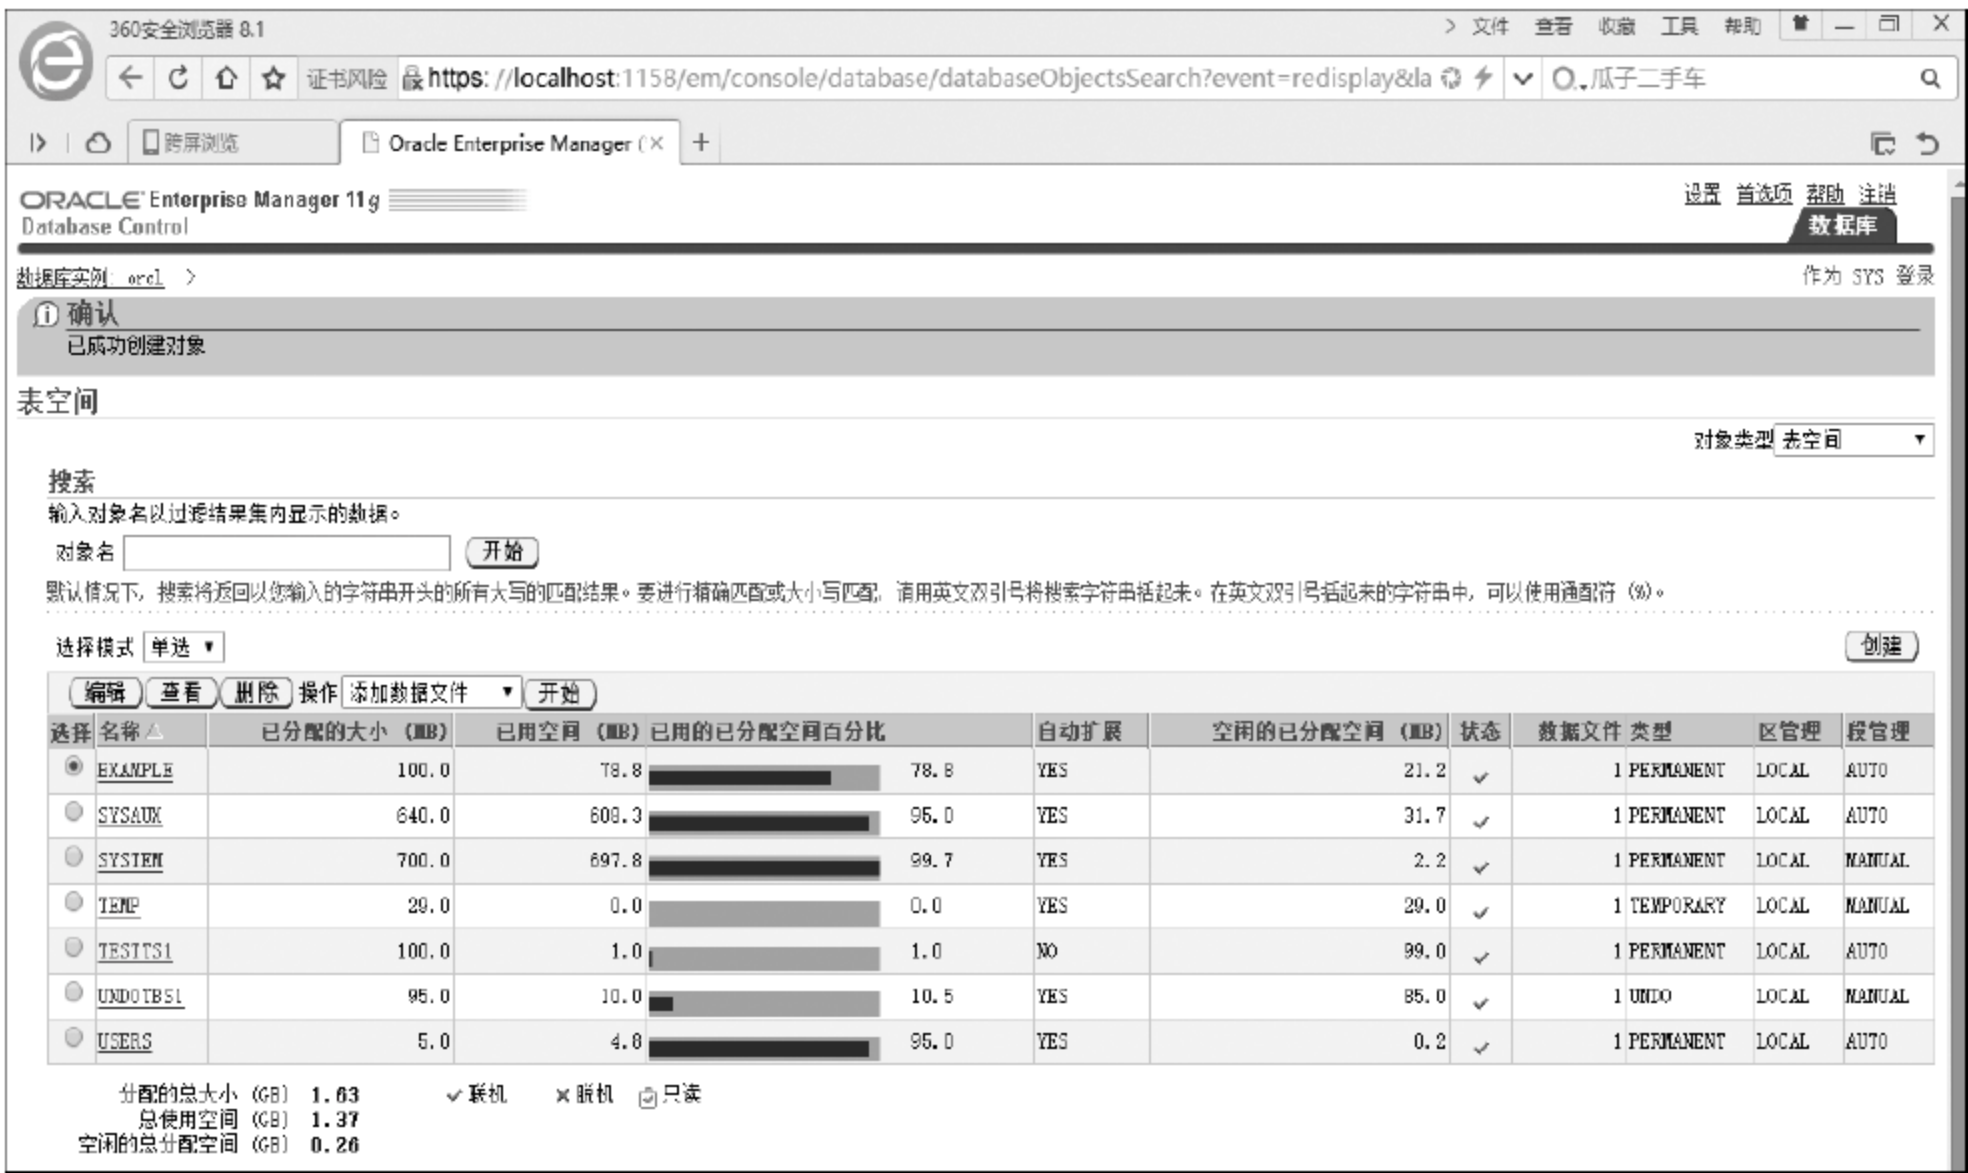 360安全浏览器 8.1
文件 查看 收藏 工具 帮助
证书风险 https://localhost:1158/em/console/database/databaseObjectsSearch?event=redisplay&la 瓜子二手车
跨屏浏览 Oracle Enterprise Manager (
ORACLE Enterprise Manager 11g
Database Control
设置 首选项 帮助 注销
数据库
数据库实例: orcl >
作为 SYS 登录
确认
已成功创建对象
表空间
对象类型 表空间
搜索
输入对象名以过滤结果集内显示的数据。
对象名 开始
默认情况下, 搜索将返回以您输入的字符串开头的所有大写的匹配结果。要进行精确匹配或大小写匹配, 请用英文双引号将搜索字符串括起来。在英文双引号括起来的字符串中, 可以使用通配符 (%)。
选择模式 单选 创建
编辑 查看 删除 操作 添加数据文件 开始
选择 名称 已分配的大小 (MB) 已用空间 (MB) 已用的已分配空间百分比 自动扩展 空闲的已分配空间 (MB) 状态 数据文件 类型 区管理 段管理
EXAMPLE 100.0 78.8 78.8 YES 21.2 1 PERMANENT LOCAL AUTO
SYSAUX 640.0 608.3 95.0 YES 31.7 1 PERMANENT LOCAL AUTO
SYSTEM 700.0 697.8 99.7 YES 2.2 1 PERMANENT LOCAL MANUAL
TEMP 29.0 0.0 0.0 YES 29.0 1 TEMPORARY LOCAL MANUAL
TESTTS1 100.0 1.0 1.0 NO 99.0 1 PERMANENT LOCAL AUTO
UNDOTBS1 95.0 10.0 10.5 YES 85.0 1 UNDO LOCAL MANUAL
USERS 5.0 4.8 95.0 YES 0.2 1 PERMANENT LOCAL AUTO
分配的总大小 (GB) 1.63 联机 脱机 只读
总使用空间 (GB) 1.37
空闲的总分配空间 (GB) 0.26